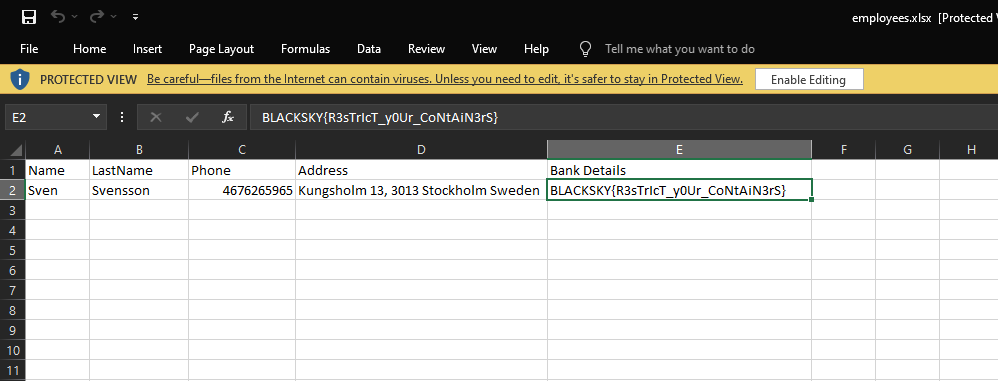 employees.xlsx [Protected V
File Home Insert Page Layout Formulas Data Review View Help Tell me what you want to do
PROTECTED VIEW Be careful—files from the Internet can contain viruses. Unless you need to edit, it's safer to stay in Protected View. Enable Editing
E2 fx BLACKSKY{R3sTrIcT_y0Ur_CoNtAiN3rS}
A B C D E F G H
1 Name LastName Phone Address Bank Details
2 Sven Svensson 4676265965 Kungsholm 13, 3013 Stockholm Sweden BLACKSKY{R3sTrIcT_y0Ur_CoNtAiN3rS}
3
4
5
6
7
8
9
10
11